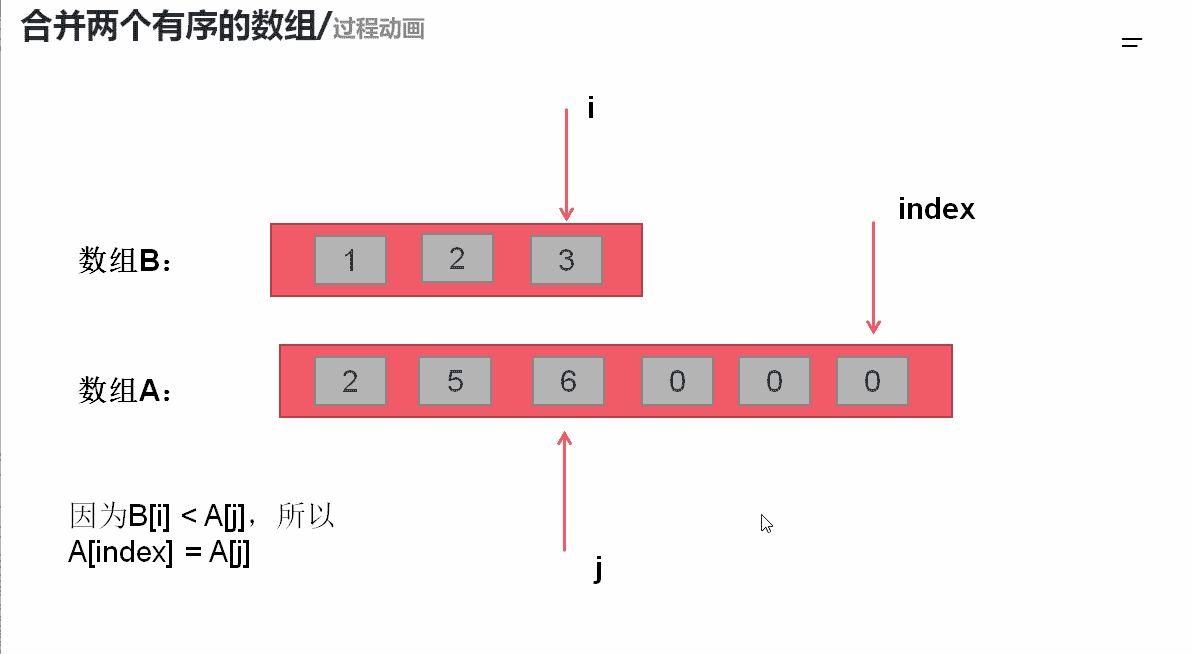 合并两个有序的数组/过程动画
i
index
数组B：
1 2 3
数组A：
2 5 6 0 0 0
因为B[i] < A[j]，所以
A[index] = A[j]
j